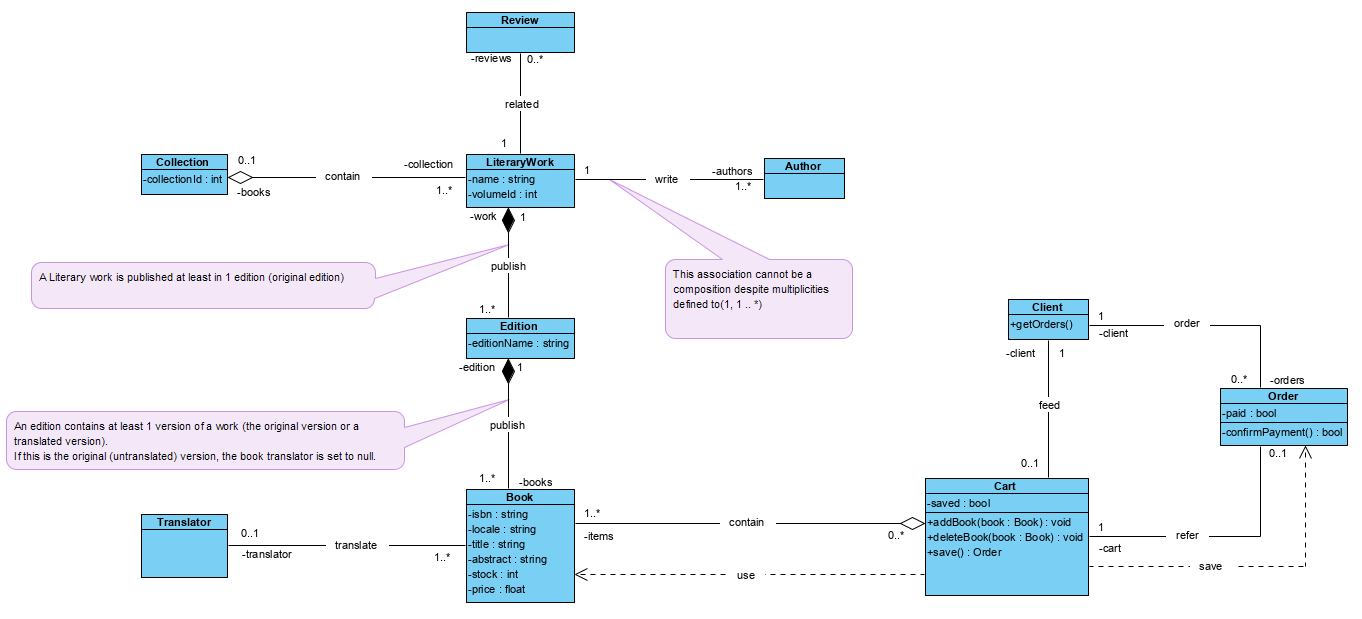 Review
-reviews
0..*
related
1
Collection
-collectionId : int
0..1
-books
contain
-collection
1..*
LiteraryWork
-name : string
-volumeId : int
1
write
-authors
1..*
Author
-work
1
A Literary work is published at least in 1 edition (original edition)
publish
This association cannot be a
composition despite multiplicities
defined to(1, 1 .. *)
1..*
Edition
-editionName : string
-edition
1
Client
+getOrders()
1
-client
order
0..*
-orders
-client
1
feed
0..1
Order
-paid : bool
-confirmPayment() : bool
0..1
An edition contains at least 1 version of a work (the original version or a
translated version).
If this is the original (untranslated) version, the book translator is set to null.
publish
1..*
-books
Book
-isbn : string
-locale : string
-title : string
-abstract : string
-stock : int
-price : float
Translator
0..1
-translator
translate
1..*
1..*
-items
contain
0..*
Cart
-saved : bool
+addBook(book : Book) : void
+deleteBook(book : Book) : void
+save() : Order
1
-cart
refer
use
save